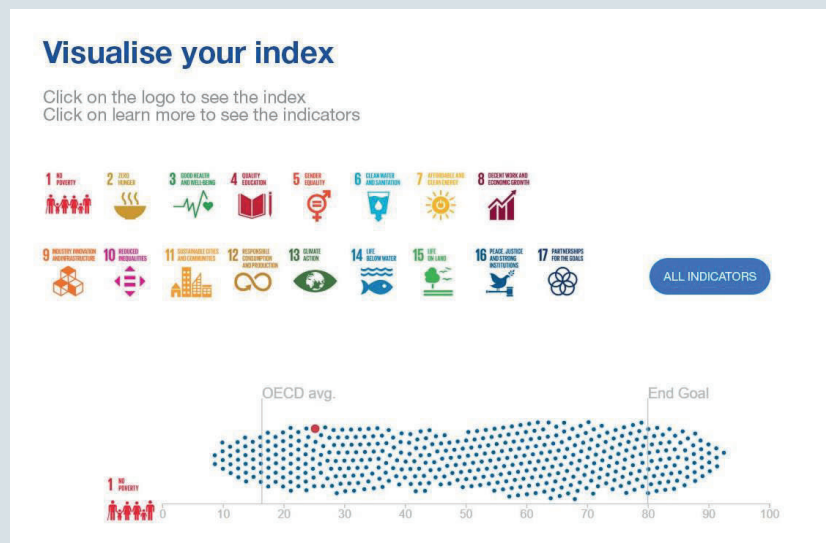 Visualise your index
Click on the logo to see the index
Click on learn more to see the indicators
1 NO
POVERTY
2 ZERO
HUNGER
3 GOOD HEALTH
AND WELL-BEING
4 QUALITY
EDUCATION
5 GENDER
EQUALITY
6 CLEAN WATER
AND SANITATION
7 AFFORDABLE AND
CLEAN ENERGY
8 DECENT WORK AND
ECONOMIC GROWTH
9 INDUSTRY INNOVATION
AND INFRASTRUCTURE
10 REDUCED
INEQUALITIES
11 SUSTAINABLE CITIES
AND COMMUNITIES
12 RESPONSIBLE
CONSUMPTION
AND PRODUCTION
13 CLIMATE
ACTION
14 LIFE
BELOW WATER
15 LIFE
ON LAND
16 PEACE, JUSTICE
AND STRONG
INSTITUTIONS
17 PARTNERSHIPS
FOR THE GOALS
ALL INDICATORS
OECD avg.
End Goal
1 NO
POVERTY
0 10 20 30 40 50 60 70 80 90 100